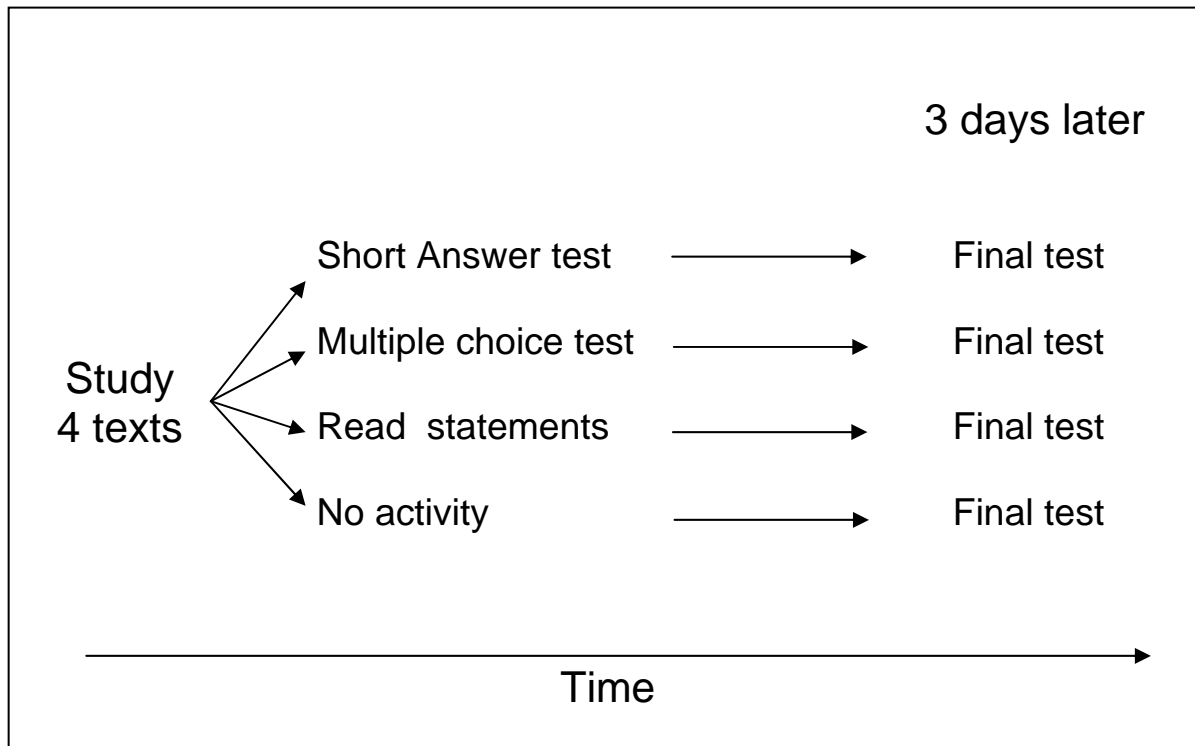 3 days later
Short Answer test
Final test
Multiple choice test
Final test
Study
4 texts
Read statements
Final test
No activity
Final test
Time